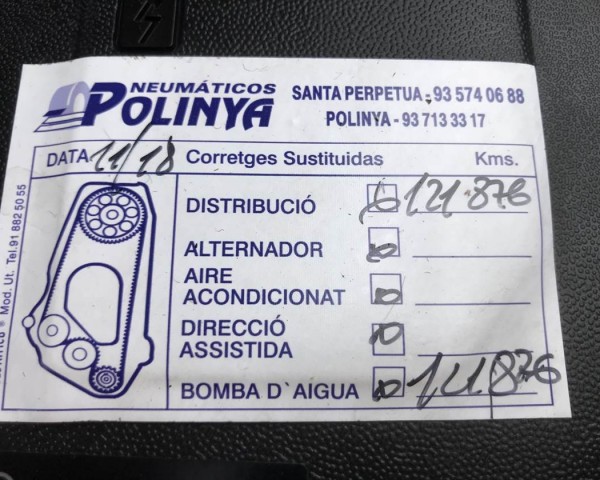 NEUMÁTICOS
POLINYA
SANTA PERPETUA - 93 574 06 88
POLINYA - 93 713 33 17
DATA 11/18 Corretges Sustituidas Kms.
DISTRIBUCIÓ 121.876
ALTERNADOR
AIRE
ACONDICIONAT
DIRECCIÓ
ASSISTIDA
BOMBA D`AIGUA 121876
Mod. Ut. Tel.91 882 50 55